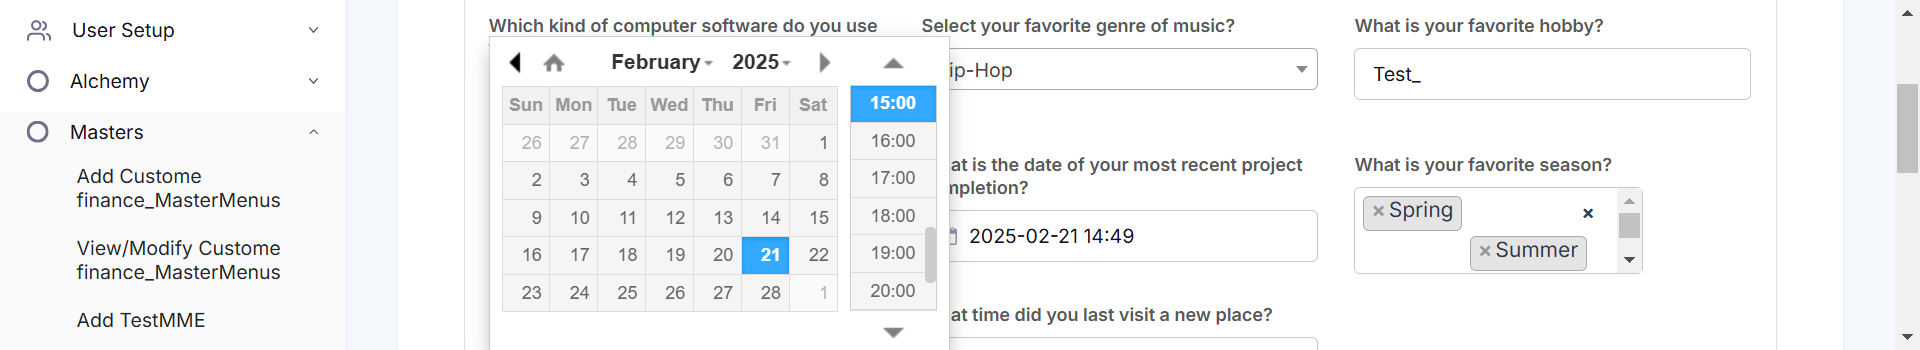 User Setup
Alchemy
Masters
Add Custome
finance_MasterMenus
View/Modify Custome
finance_MasterMenus
Add TestMME
Which kind of computer software do you use
February 2025
Sun Mon Tue Wed Thu Fri Sat
26 27 28 29 30 31 1
2 3 4 5 6 7 8
9 10 11 12 13 14 15
16 17 18 19 20 21 22
23 24 25 26 27 28 1
15:00
16:00
17:00
18:00
19:00
20:00
Select your favorite genre of music?
ip-Hop
What is your favorite hobby?
Test_
at is the date of your most recent project
mpletion?
2025-02-21 14:49
What is your favorite season?
×Spring
×
×Summer
at time did you last visit a new place?